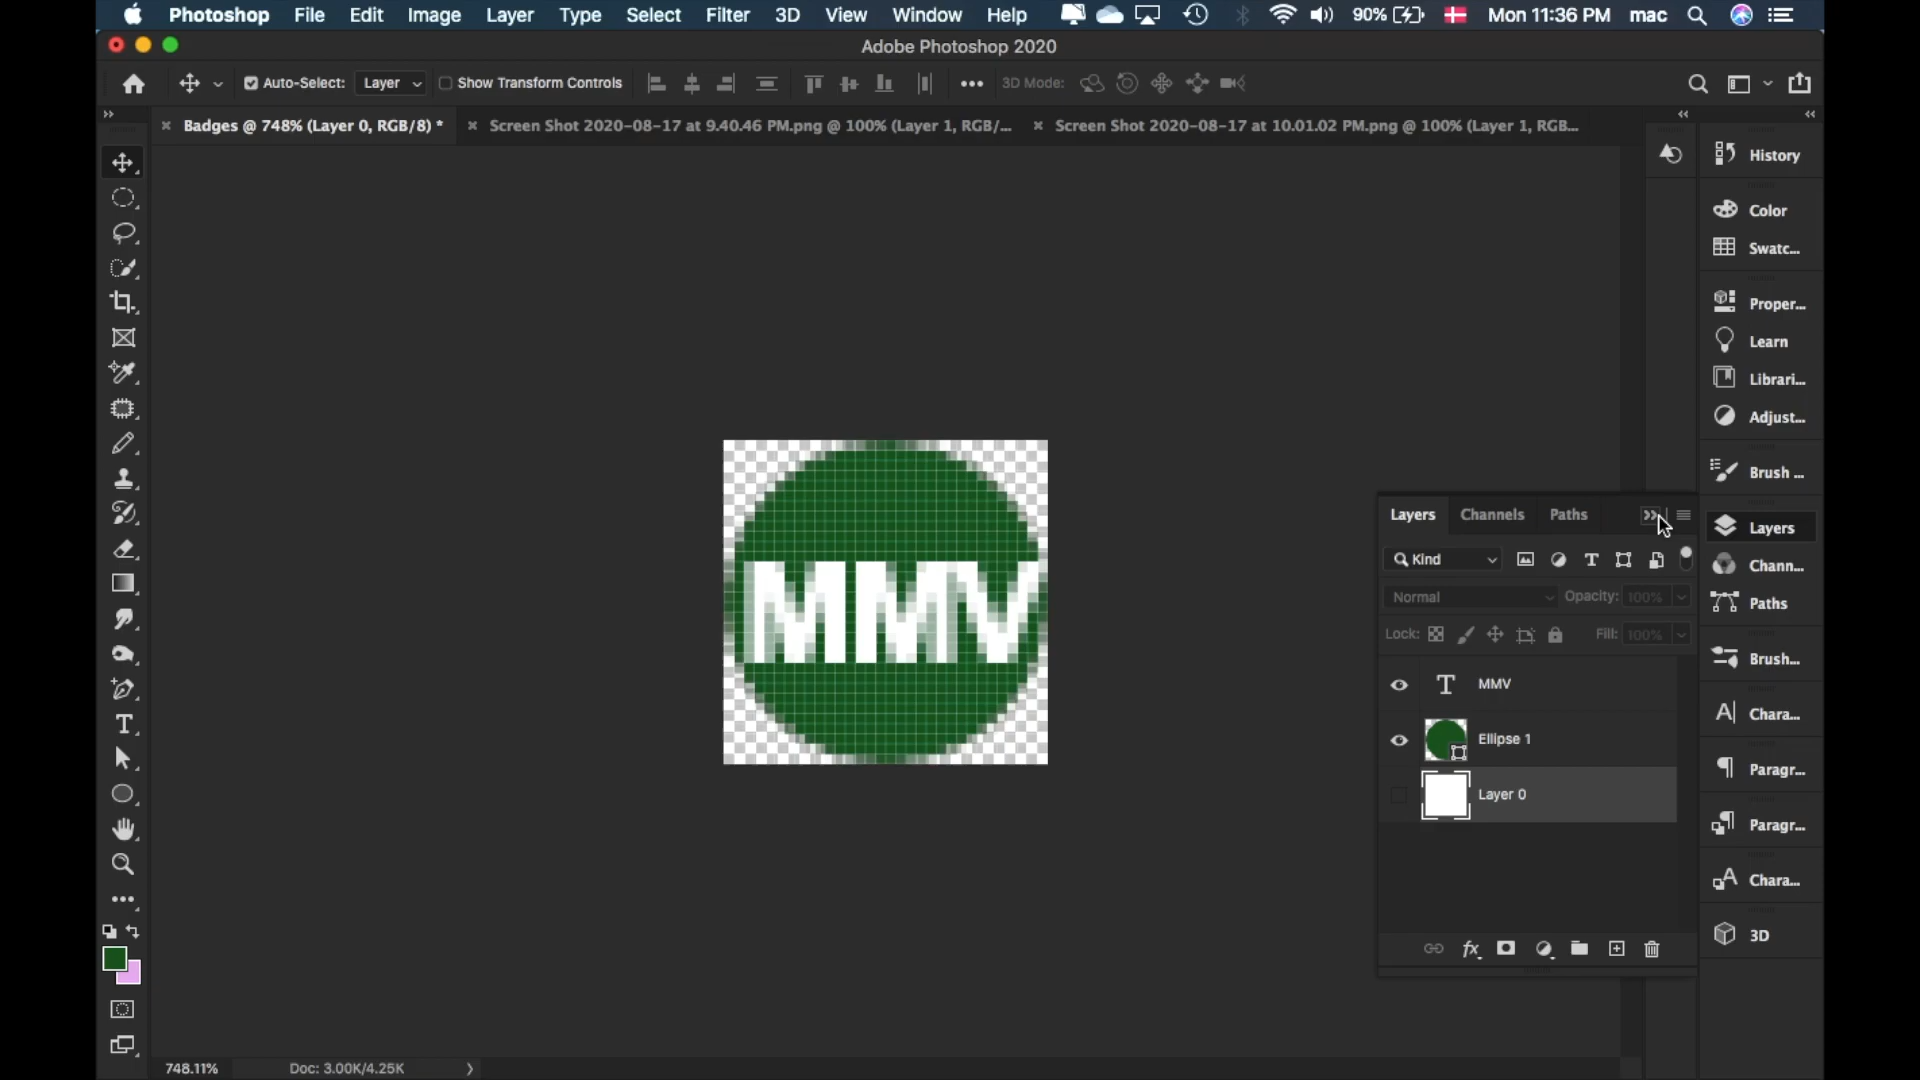 Photoshop File Edit Image Layer Type Select Filter 3D View Window Help 90% Mon 11:36 PM mac
Adobe Photoshop 2020
Auto-Select: Layer Show Transform Controls 3D Mode:
Badges @ 748% (Layer 0, RGB/8) * Screen Shot 2020-08-17 at 9.40.46 PM.png @ 100% (Layer 1, RGB/... Screen Shot 2020-08-17 at 10.01.02 PM.png @ 100% (Layer 1, RGB...
History
Color
Swatc...
Proper...
Learn
Librari...
Adjust...
Brush ...
Layers
Chann...
Paths
Brush...
Chara...
Paragr...
Paragr...
Chara...
3D
MMV
Layers Channels Paths
Kind
Normal Opacity: 100%
Lock: Fill: 100%
MMV
Ellipse 1
Layer 0
748.11% Doc: 3.00K/4.25K